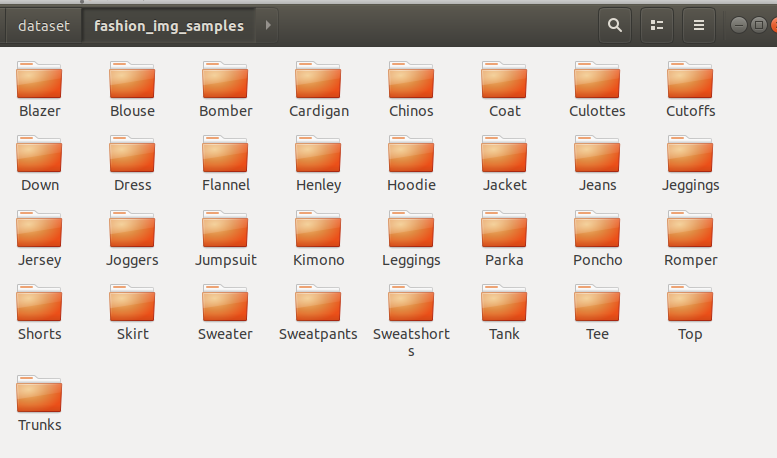 dataset fashion_img_samples
Blazer Blouse Bomber Cardigan Chinos Coat Culottes Cutoffs
Down Dress Flannel Henley Hoodie Jacket Jeans Jeggings
Jersey Joggers Jumpsuit Kimono Leggings Parka Poncho Romper
Shorts Skirt Sweater Sweatpants Sweatshort Tank Tee Top
s
Trunks